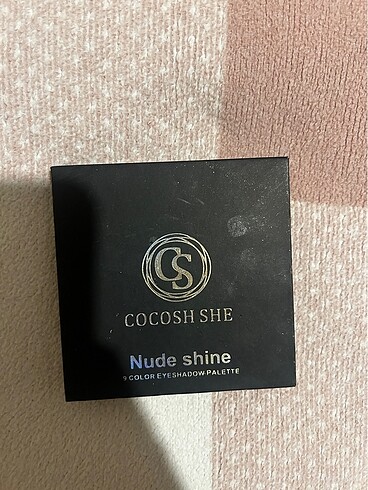 CS
COCOSH SHE
Nude shine
9 COLOR EYESHADOW PALETTE